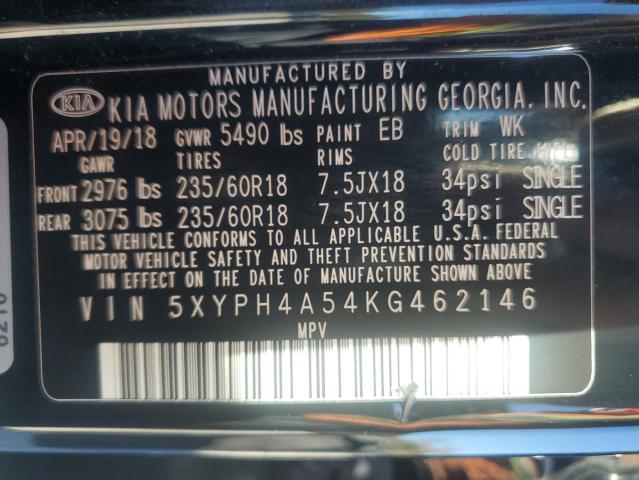 MANUFACTURED BY
KIA KIA MOTORS MANUFACTURING GEORGIA, INC.
APR/19/18 GVWR 5490 lbs PAINT EB TRIM WK
GAWR TIRES RIMS COLD TIRE
FRONT 2976 lbs 235/60R18 7.5JX18 34psi SINGLE
REAR 3075 lbs 235/60R18 7.5JX18 34psi SINGLE
THIS VEHICLE CONFORMS TO ALL APPLICABLE U.S.A. FEDERAL
MOTOR VEHICLE SAFETY AND THEFT PREVENTION STANDARDS
IN EFFECT ON THE DATE OF MANUFACTURE SHOWN ABOVE
VIN 5XYPH4A54KG462146
MPV